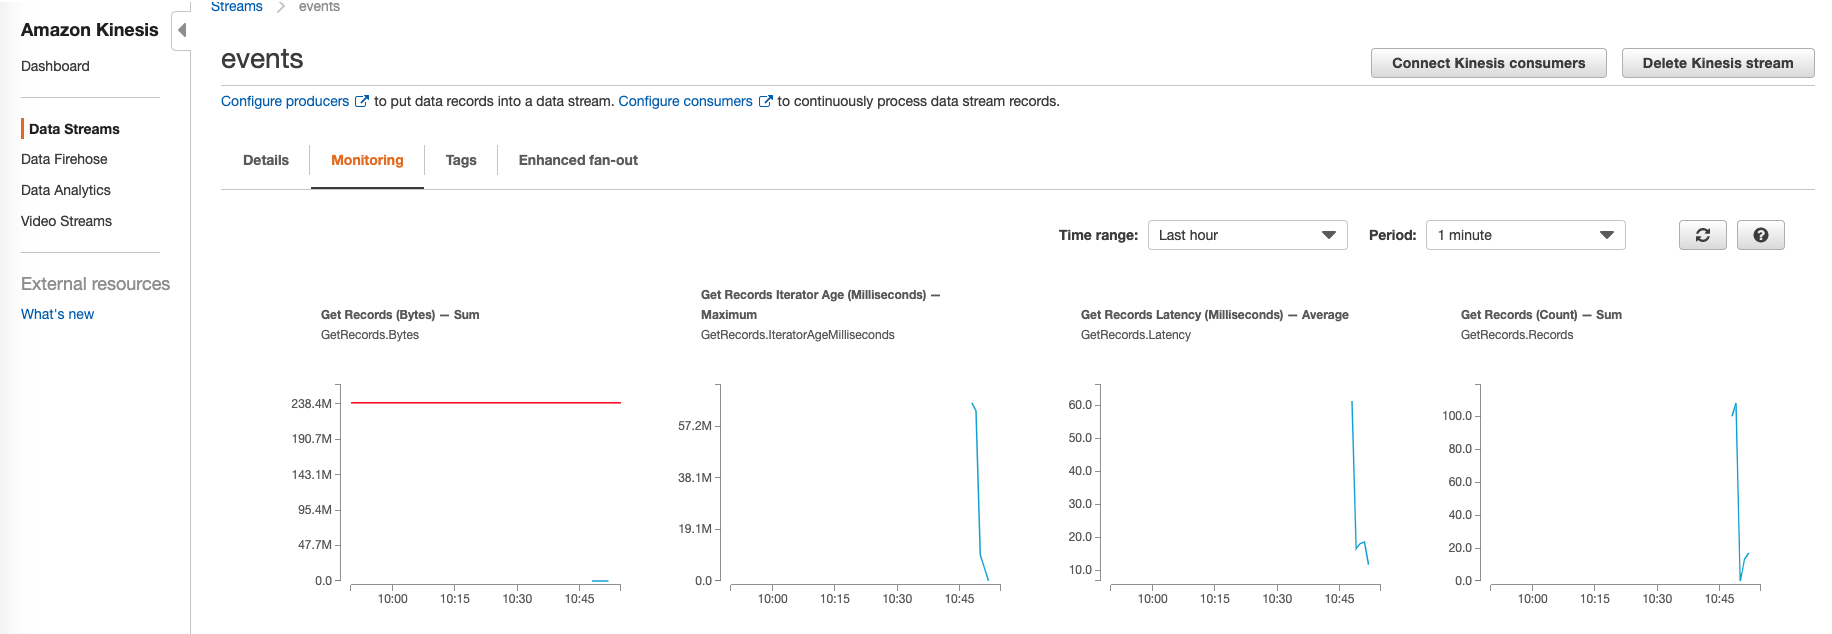 Streams > events
Amazon Kinesis
Dashboard
Data Streams
Data Firehose
Data Analytics
Video Streams
External resources
What's new
events
Connect Kinesis consumers
Delete Kinesis stream
Configure producers to put data records into a data stream. Configure consumers to continuously process data stream records.
Details
Monitoring
Tags
Enhanced fan-out
Time range: Last hour
Period: 1 minute
Get Records (Bytes) — Sum
GetRecords.Bytes
238.4M
190.7M
143.1M
95.4M
47.7M
0.0
10:00 10:15 10:30 10:45
Get Records Iterator Age (Milliseconds) —
Maximum
GetRecords.IteratorAgeMilliseconds
57.2M
38.1M
19.1M
0.0
10:00 10:15 10:30 10:45
Get Records Latency (Milliseconds) — Average
GetRecords.Latency
60.0
50.0
40.0
30.0
20.0
10.0
10:00 10:15 10:30 10:45
Get Records (Count) — Sum
GetRecords.Records
100.0
80.0
60.0
40.0
20.0
0.0
10:00 10:15 10:30 10:45